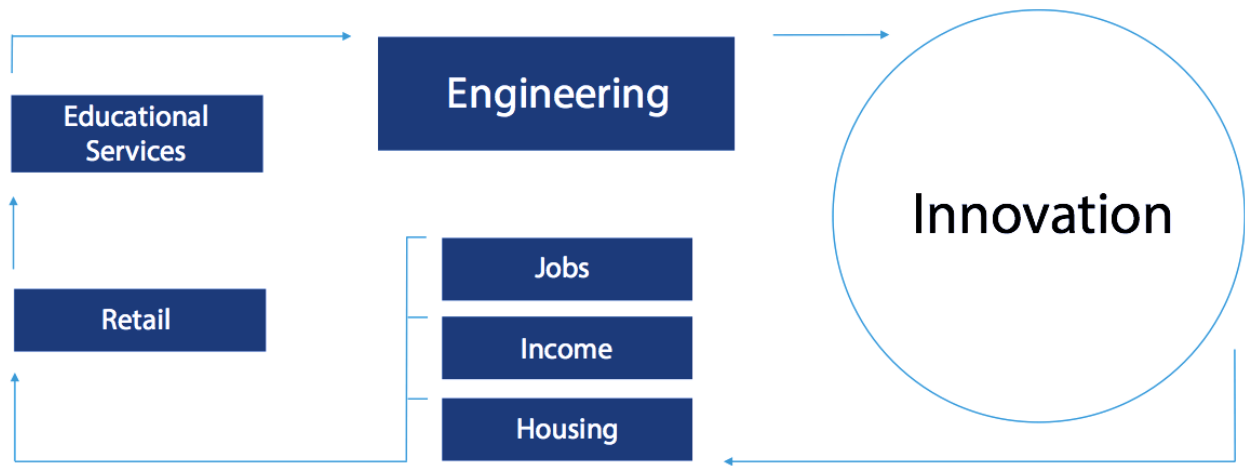 Engineering
Educational
Services
Innovation
Jobs
Retail
Income
Housing